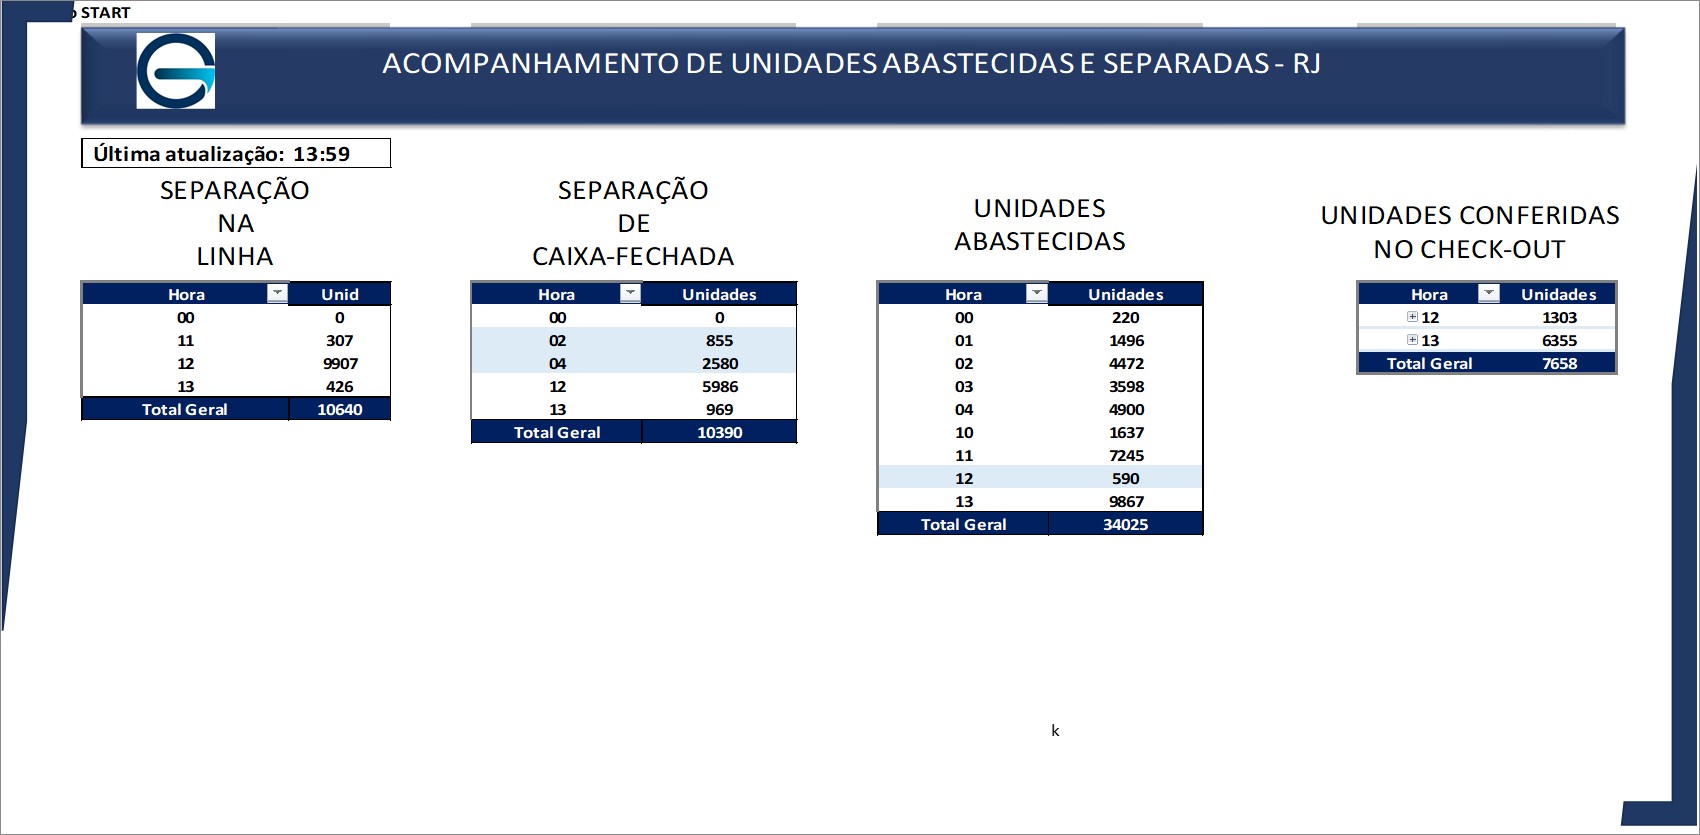 START
ACOMPANHAMENTO DE UNIDADES ABASTECIDAS E SEPARADAS - RJ
Última atualização: 13:59
SEPARAÇÃO
NA
LINHA
Hora Unid
00 0
11 307
12 9907
13 426
Total Geral 10640
SEPARAÇÃO
DE
CAIXA-FECHADA
Hora Unidades
00 0
02 855
04 2580
12 5986
13 969
Total Geral 10390
UNIDADES
ABASTECIDAS
Hora Unidades
00 220
01 1496
02 4472
03 3598
04 4900
10 1637
11 7245
12 590
13 9867
Total Geral 34025
UNIDADES CONFERIDAS
NO CHECK-OUT
Hora Unidades
12 1303
13 6355
Total Geral 7658
k